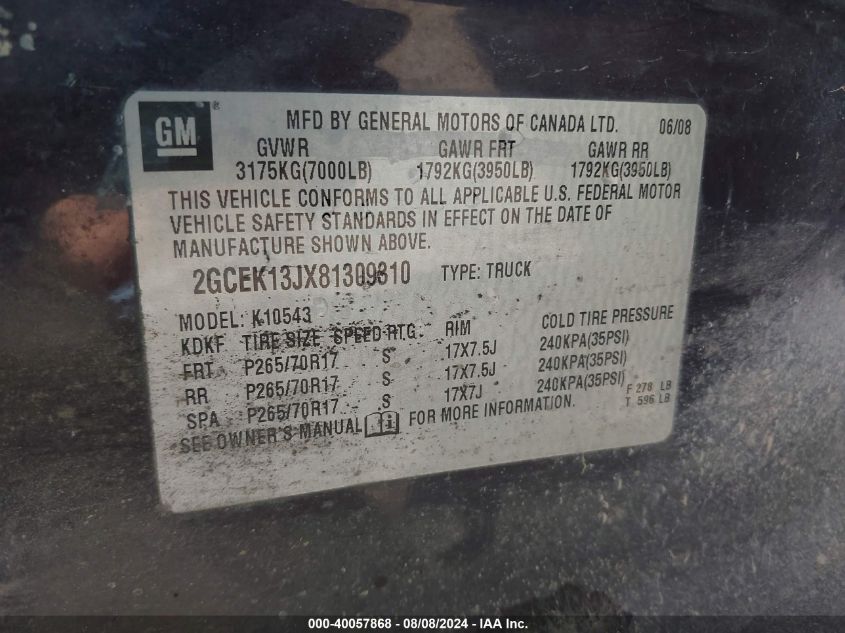 GM ® MFD BY GENERAL MOTORS OF CANADA LTD. 06/08
GVWR GAWR FRT GAWR RR
3175KG(7000LB) 1792KG(3950LB) 1792KG(3950LB)
THIS VEHICLE CONFORMS TO ALL APPLICABLE U.S. FEDERAL MOTOR
VEHICLE SAFETY STANDARDS IN EFFECT ON THE DATE OF
MANUFACTURE SHOWN ABOVE.
2GCEK13JX81309310 TYPE: TRUCK
MODEL: K10543
KDKF TIRE SIZE SPEED RTG. RIM COLD TIRE PRESSURE
FRT P265/70R17 S 17X7.5J 240KPA(35PSI)
RR P265/70R17 S 17X7.5J 240KPA(35PSI)
SPA P265/70R17 S 17X7J 240KPA(35PSI)
F 278 LB
T 596 LB
SEE OWNER'S MANUAL FOR MORE INFORMATION.
000-40057868 - 08/08/2024 - IAA Inc.